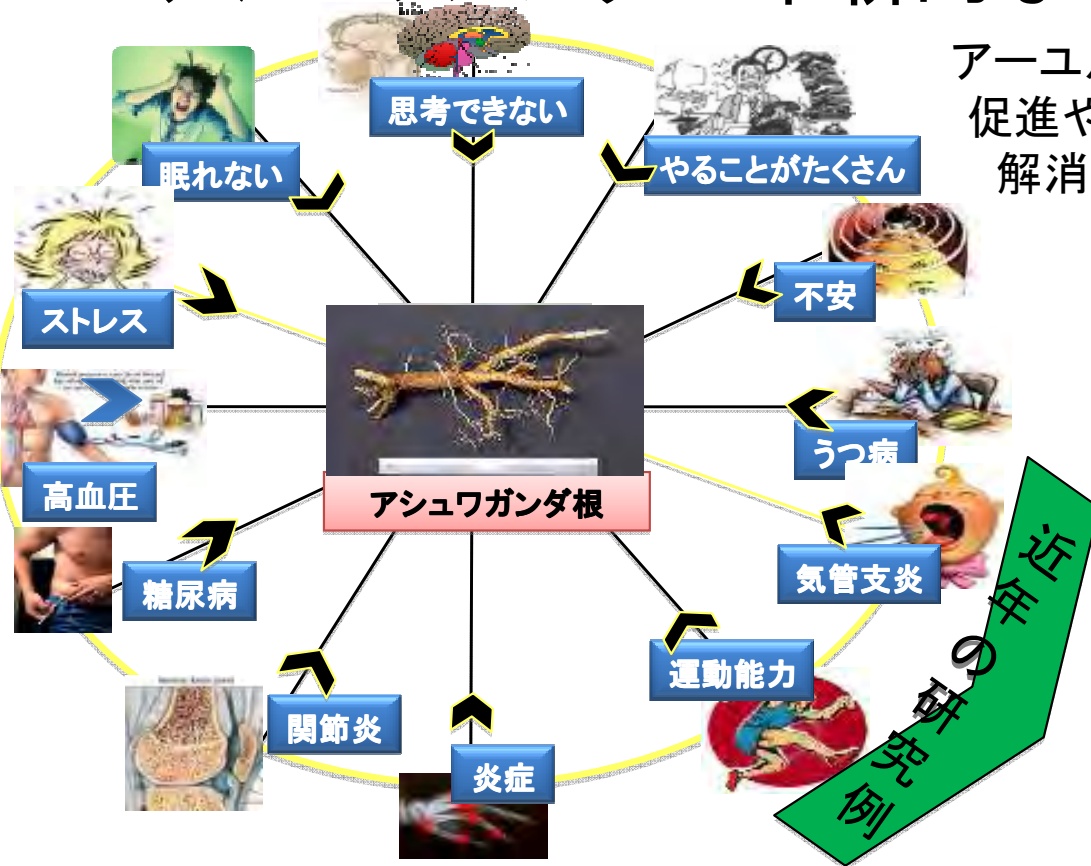 アーユル
促進や
解消
思考できない
眠れない
やることがたくさん
ストレス
不安
高血圧
うつ病
アシュワガンダ根
糖尿病
気管支炎
関節炎
運動能力
炎症
近年の研究例